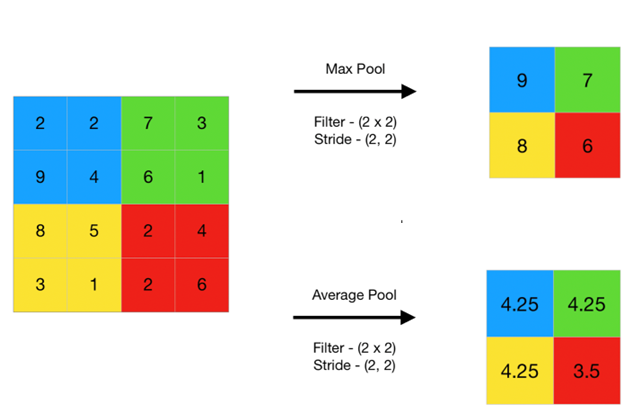 2 2 7 3
9 4 6 1
8 5 2 4
3 1 2 6
Max Pool
Filter - (2 x 2)
Stride - (2, 2)
9 7
8 6
Average Pool
Filter - (2 x 2)
Stride - (2, 2)
4.25 4.25
4.25 3.5